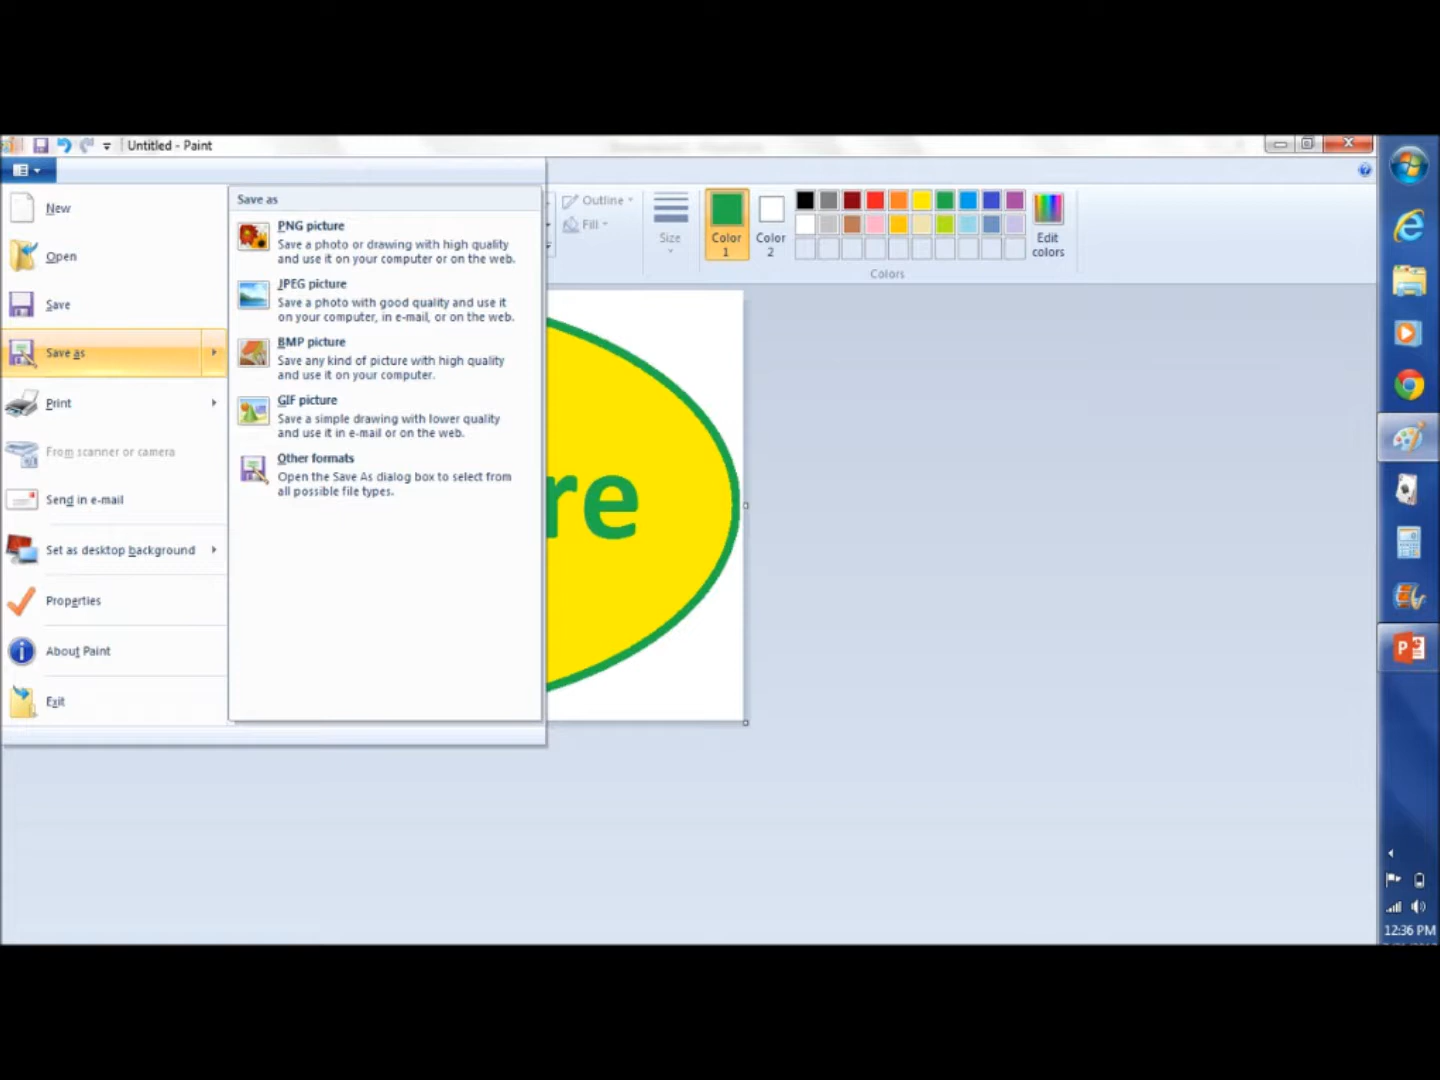 Untitled - Paint
New
Open
Save
Save as
Print
From scanner or camera
Send in e-mail
Set as desktop background
Properties
About Paint
Exit
Save as
PNG picture
Save a photo or drawing with high quality
and use it on your computer or on the web.
JPEG picture
Save a photo with good quality and use it
on your computer, in e-mail, or on the web.
BMP picture
Save any kind of picture with high quality
and use it on your computer.
GIF picture
Save a simple drawing with lower quality
and use it in e-mail or on the web.
Other formats
Open the Save As dialog box to select from
all possible file types.
Outline
Fill
Size
Color
1
Color
2
Edit
colors
Colors
re
12:36 PM